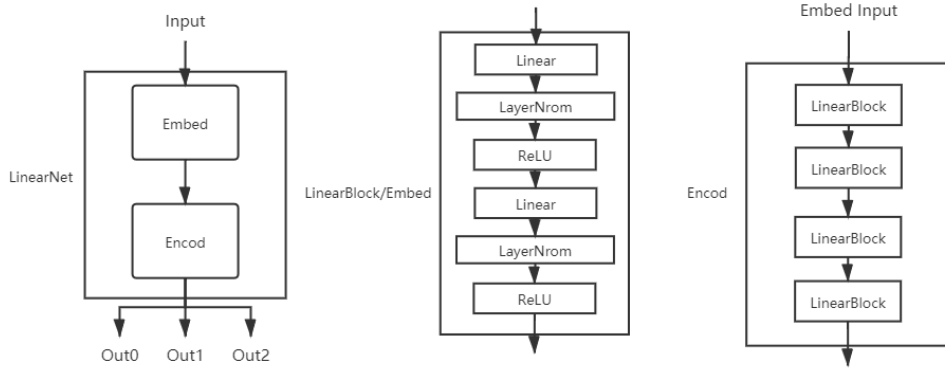 Input
Embed
LinearNet
Encod
Out0 Out1 Out2
Linear
LayerNrom
ReLU
LinearBlock/Embed
Linear
LayerNrom
ReLU
Embed Input
LinearBlock
LinearBlock
Encod
LinearBlock
LinearBlock